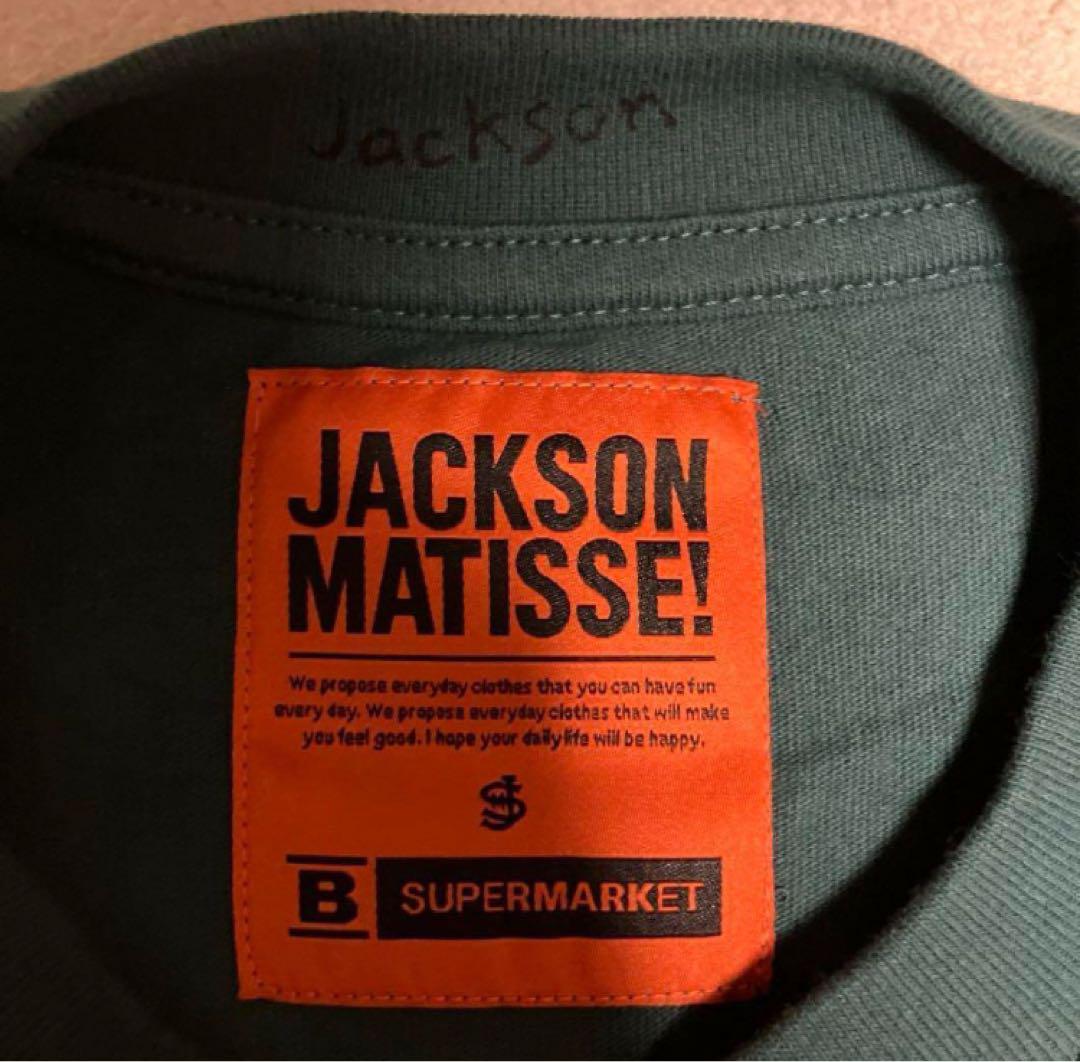 Jackson
JACKSON
MATISSE!
We propose everyday clothes that you can have fun
every day. We propose everyday clothes that will make
you feel good. I hope your daily life will be happy.
B SUPERMARKET